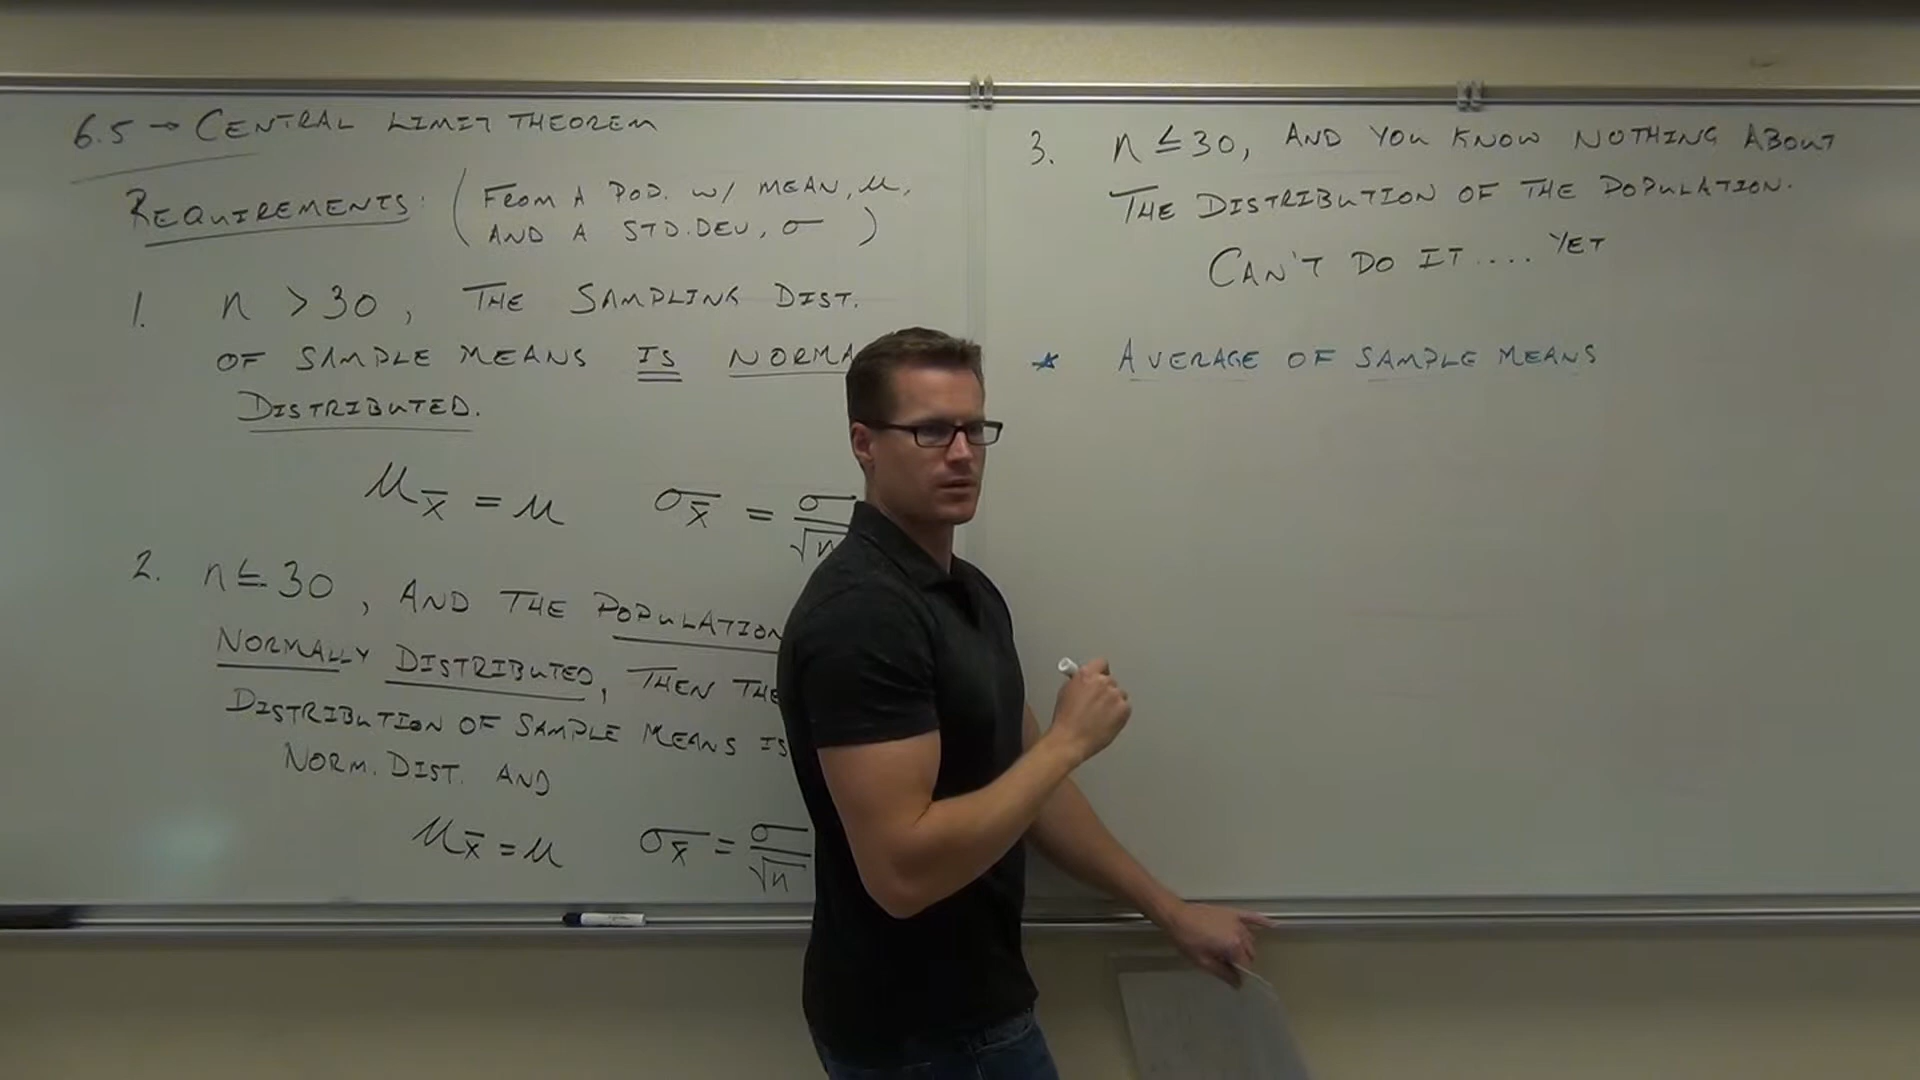 6.5 → CENTRAL LIMIT THEOREM
REQUIREMENTS: (FROM A POP. W/ MEAN, μ,
AND A STD.DEV, σ)
1. n > 30, THE SAMPLING DIST.
OF SAMPLE MEANS IS NORMA
DISTRIBUTED.
μx̄ = μ σx̄ = σ/√n
2. n ≤ 30, AND THE POPULATION
NORMALLY DISTRIBUTED, THEN THE
DISTRIBUTION OF SAMPLE MEANS IS
NORM. DIST. AND
μx̄ = μ σx̄ = σ/√n
3. n ≤ 30, AND YOU KNOW NOTHING ABOUT
THE DISTRIBUTION OF THE POPULATION.
CAN'T DO IT .... YET
* AVERAGE OF SAMPLE MEANS